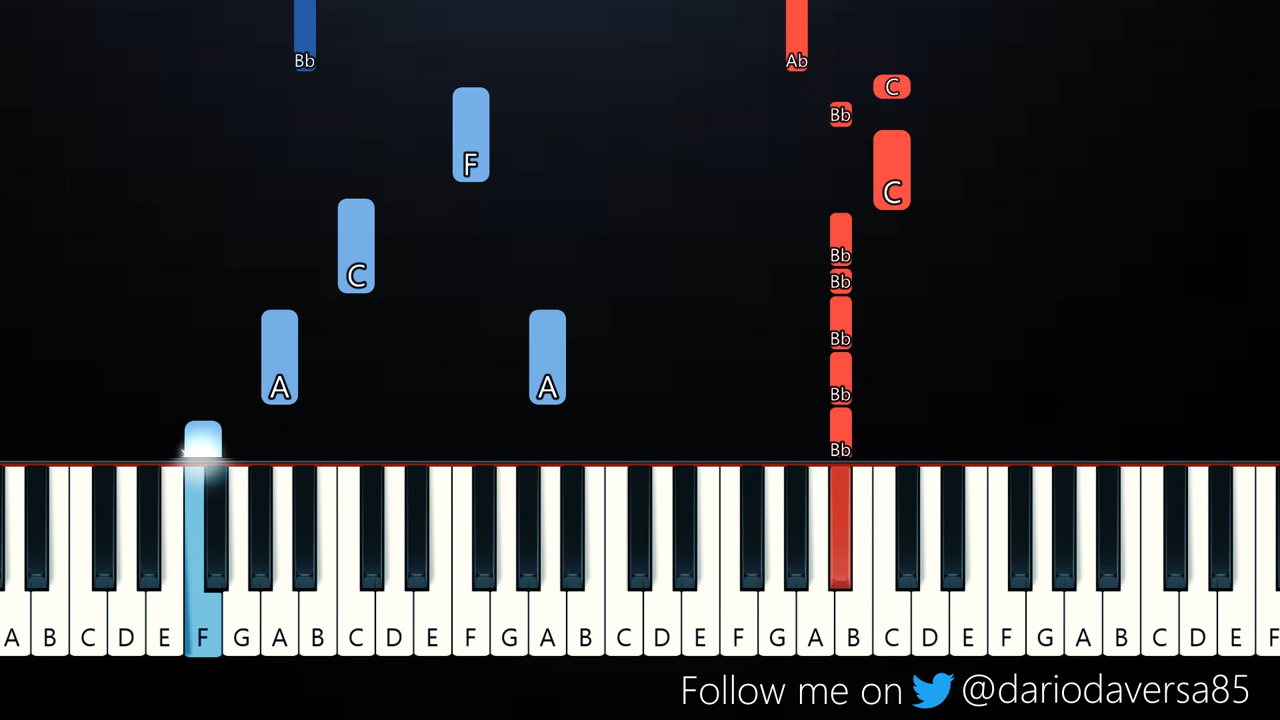 Bb Ab
C
Bb
F C
C Bb
Bb
Bb
A A Bb
Bb
A B C D E F G A B C D E F G A B C D E F G A B C D E F G A B C D E F
Follow me on @dariodaversa85